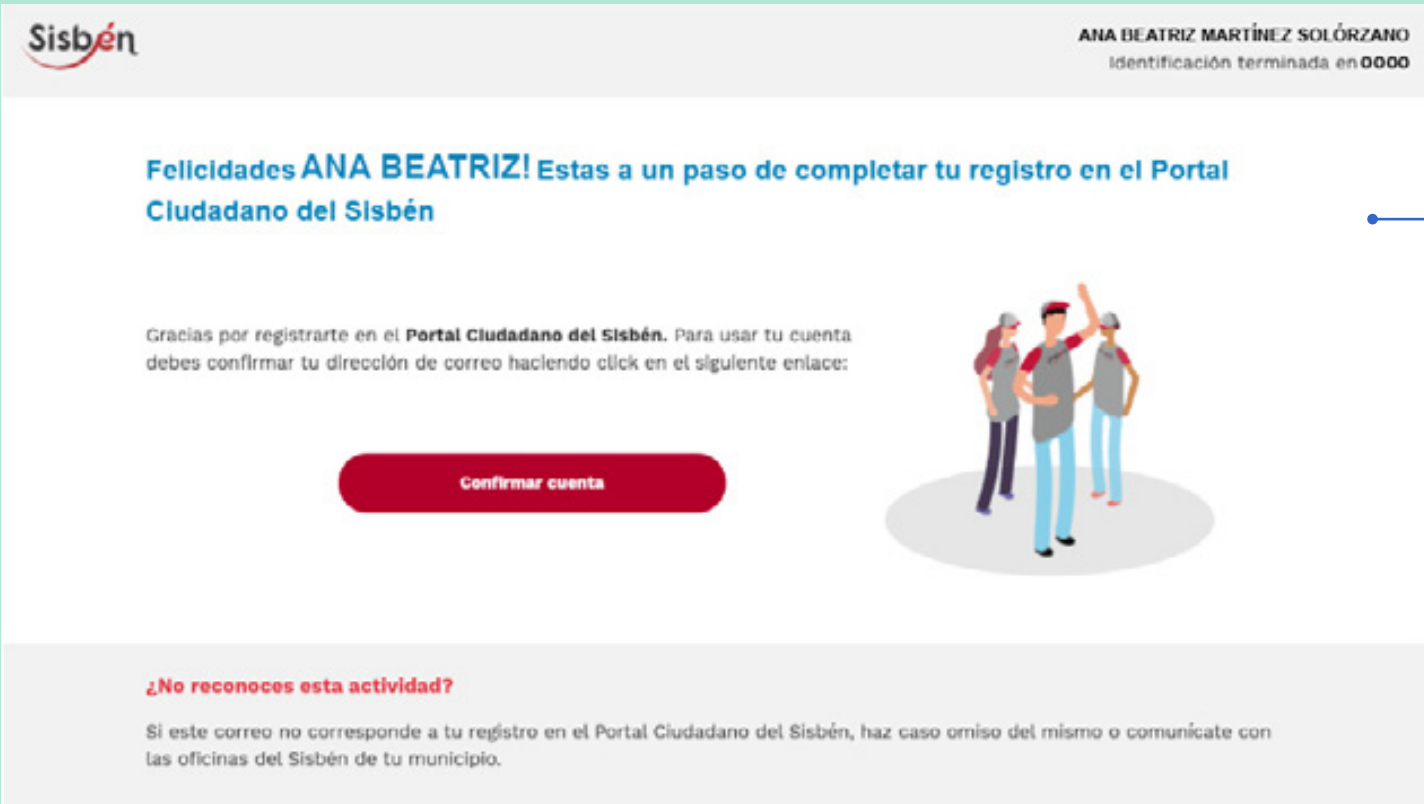 Sisbén
ANA BEATRIZ MARTÍNEZ SOLÓRZANO
Identificación terminada en 0000
Felicidades ANA BEATRIZ! Estas a un paso de completar tu registro en el Portal
Ciudadano del Sisbén
Gracias por registrarte en el Portal Ciudadano del Sisbén. Para usar tu cuenta
debes confirmar tu dirección de correo haciendo click en el siguiente enlace:
Confirmar cuenta
¿No reconoces esta actividad?
Si este correo no corresponde a tu registro en el Portal Ciudadano del Sisbén, haz caso omiso del mismo o comunícate con
las oficinas del Sisbén de tu municipio.